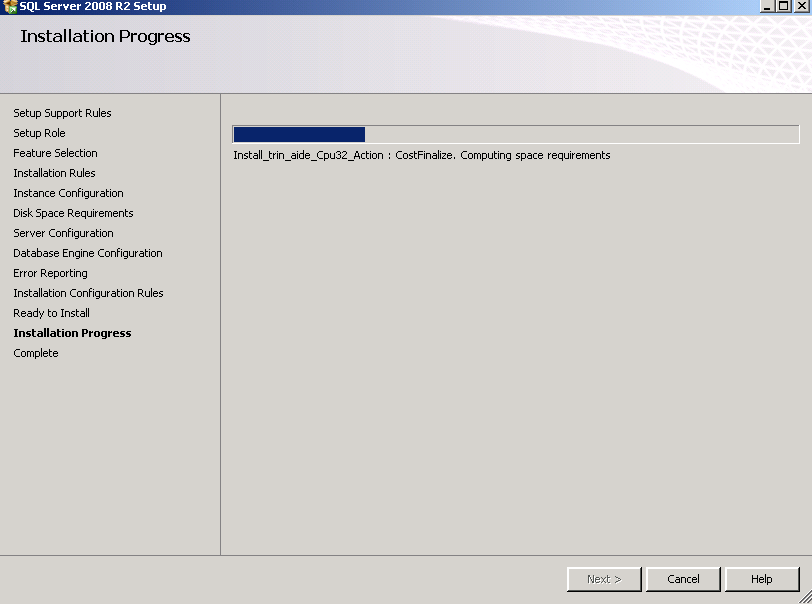 SQL Server 2008 R2 Setup
Installation Progress
Setup Support Rules
Setup Role
Feature Selection
Installation Rules
Instance Configuration
Disk Space Requirements
Server Configuration
Database Engine Configuration
Error Reporting
Installation Configuration Rules
Ready to Install
Installation Progress
Complete
Install_trin_aide_Cpu32_Action : CostFinalize. Computing space requirements
Next >
Cancel
Help